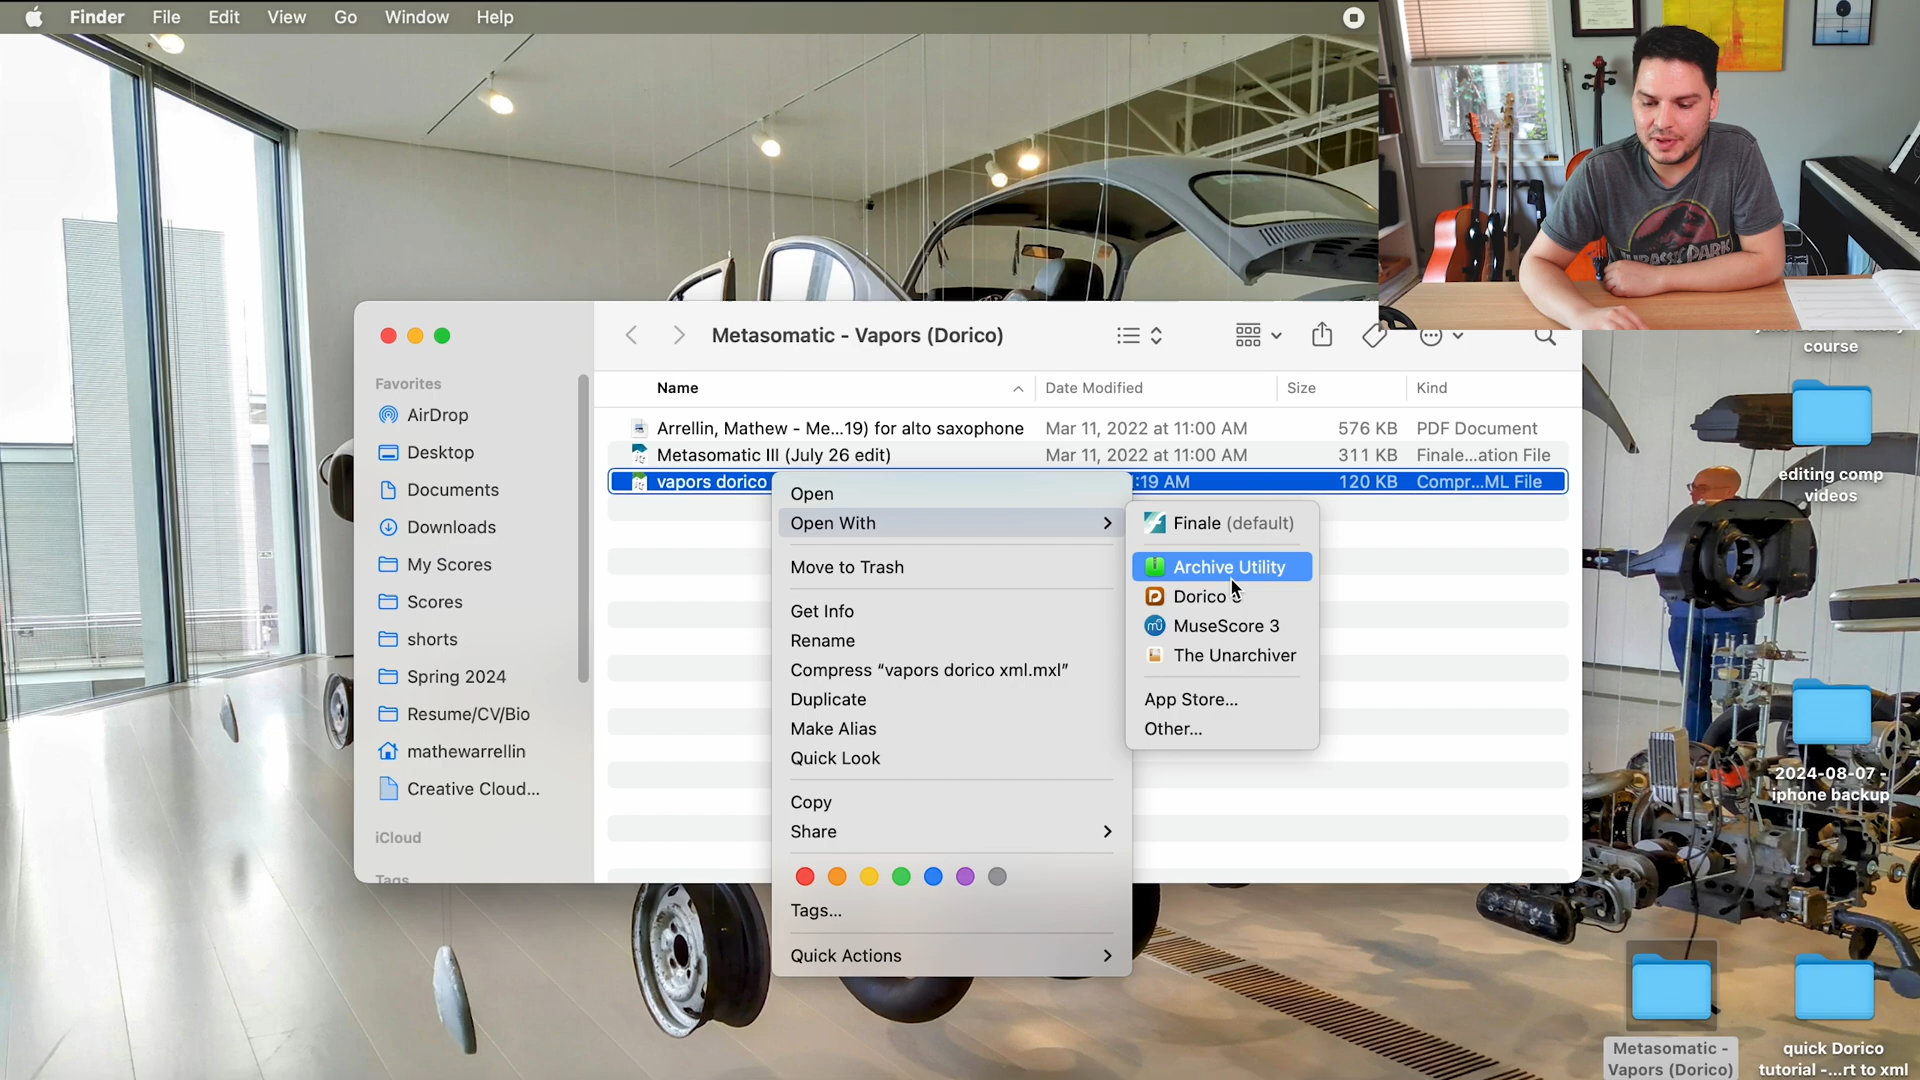 Finder File Edit View Go Window Help
Metasomatic - Vapors (Dorico)
Favorites
AirDrop
Desktop
Documents
Downloads
My Scores
Scores
shorts
Spring 2024
Resume/CV/Bio
mathewarrellin
Creative Cloud...
iCloud
Tags
Name Date Modified Size Kind
Arrellin, Mathew - Me...19) for alto saxophone Mar 11, 2022 at 11:00 AM 576 KB PDF Document
Metasomatic III (July 26 edit) Mar 11, 2022 at 11:00 AM 311 KB Finale...ation File
vapors dorico :19 AM 120 KB Compr...ML File
Open
Open With
Move to Trash
Get Info
Rename
Compress “vapors dorico xml.mxl”
Duplicate
Make Alias
Quick Look
Copy
Share
Tags...
Quick Actions
Finale (default)
Archive Utility
Dorico
MuseScore 3
The Unarchiver
App Store...
Other...
JURASSIC PARK
course
editing comp
videos
2024-08-07 -
iphone backup
Metasomatic -
Vapors (Dorico)
quick Dorico
tutorial -...rt to xml